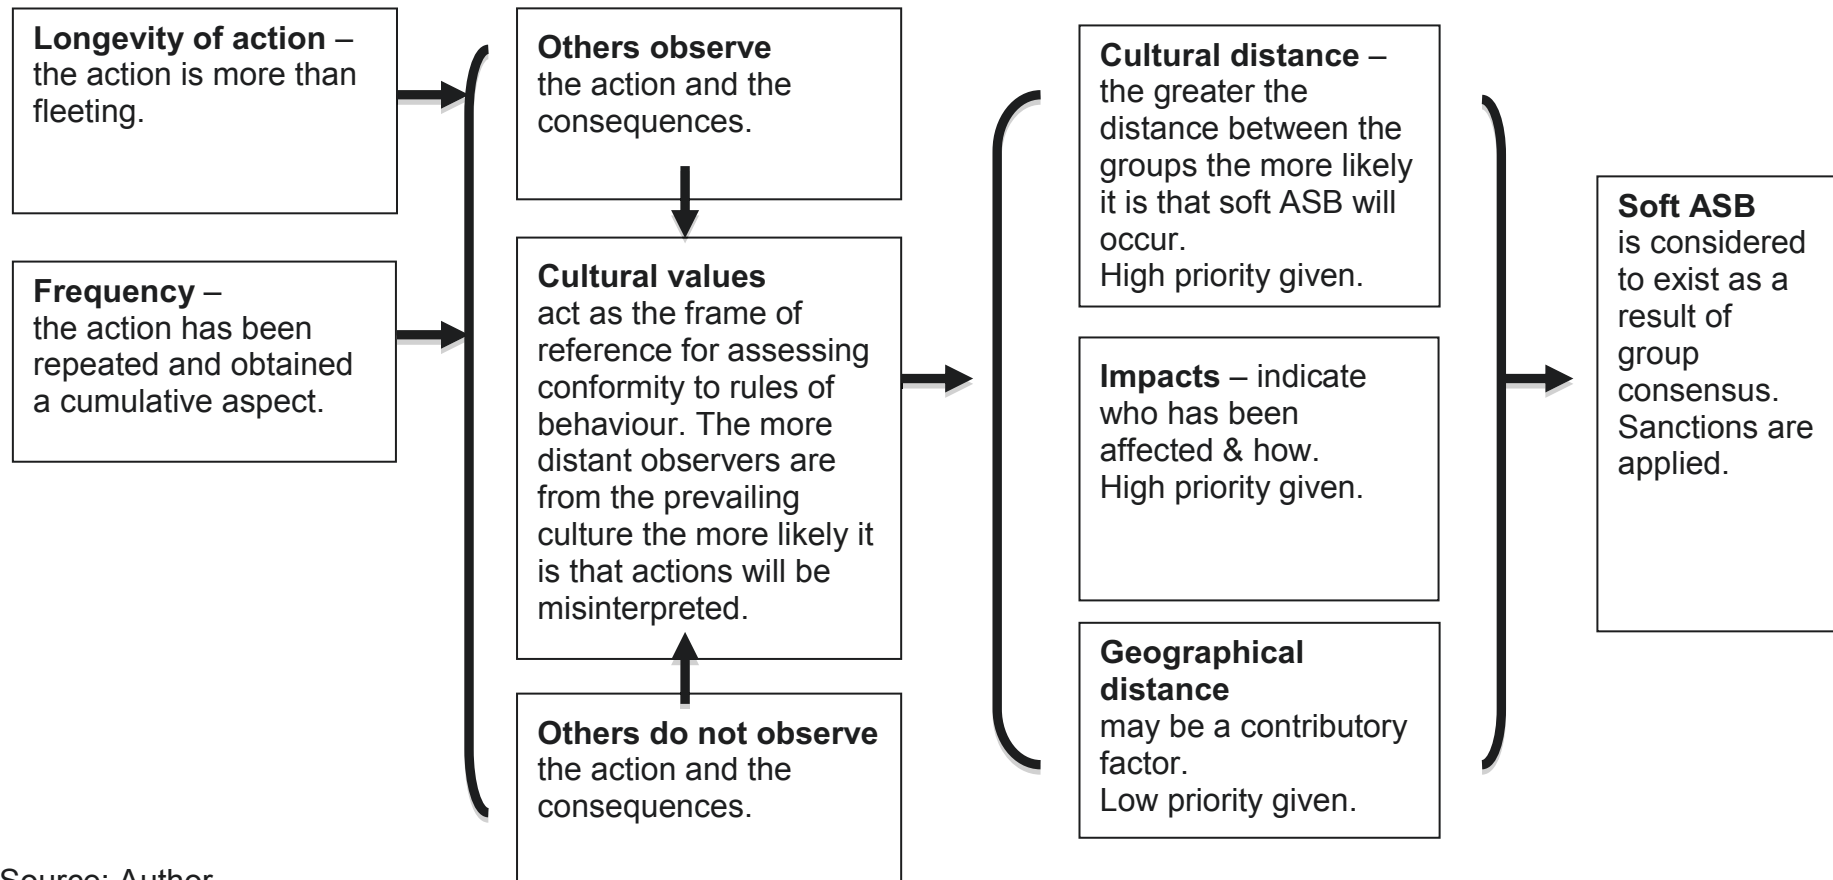 Longevity of action –
the action is more than
fleeting.
Frequency –
the action has been
repeated and obtained
a cumulative aspect.
Others observe
the action and the
consequences.
Cultural values
act as the frame of
reference for assessing
conformity to rules of
behaviour. The more
distant observers are
from the prevailing
culture the more likely it
is that actions will be
misinterpreted.
Others do not observe
the action and the
consequences.
Cultural distance –
the greater the
distance between the
groups the more likely
it is that soft ASB will
occur.
High priority given.
Impacts – indicate
who has been
affected & how.
High priority given.
Geographical
distance
may be a contributory
factor.
Low priority given.
Soft ASB
is considered
to exist as a
result of
group
consensus.
Sanctions are
applied.
Source: Author